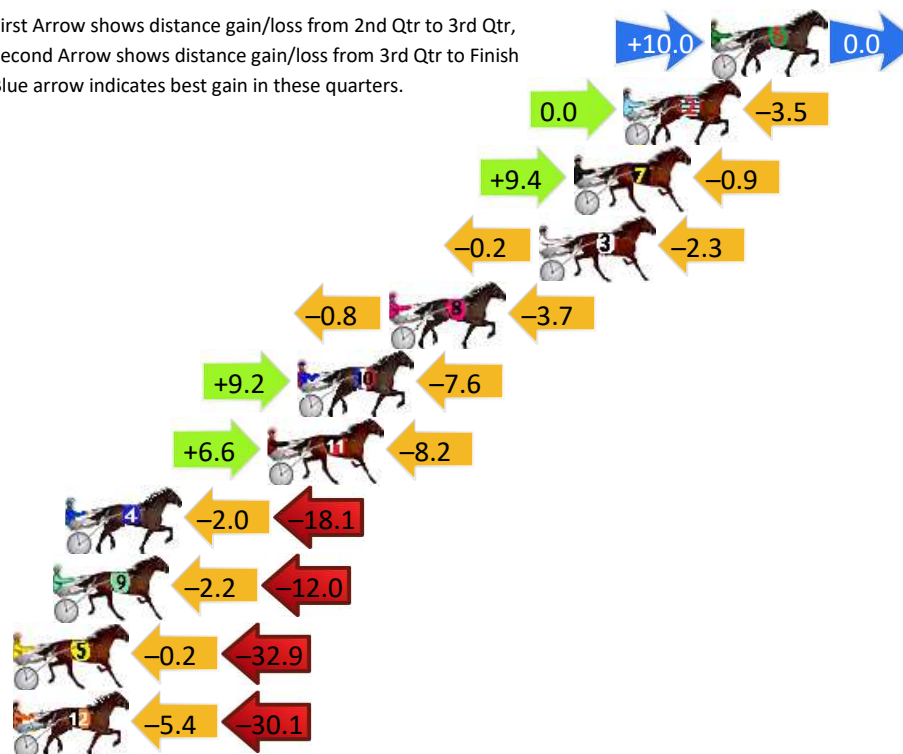 irst Arrow shows distance gain/loss from 2nd Qtr to 3rd Qtr,
econd Arrow shows distance gain/loss from 3rd Qtr to Finish
lue arrow indicates best gain in these quarters.
+10.0 6 0.0
0.0 2 –3.5
+9.4 7 –0.9
–0.2 3 –2.3
–0.8 8 –3.7
+9.2 10 –7.6
+6.6 11 –8.2
4 –2.0 –18.1
9 –2.2 –12.0
5 –0.2 –32.9
12 –5.4 –30.1